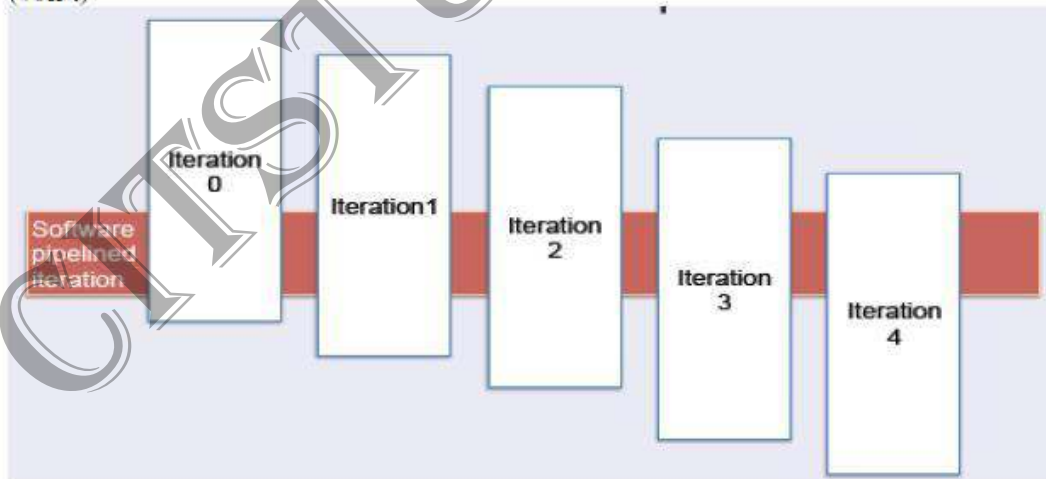 Iteration
0
Iteration1
Iteration
2
Iteration
3
Iteration
4
Software
pipelined
iteration